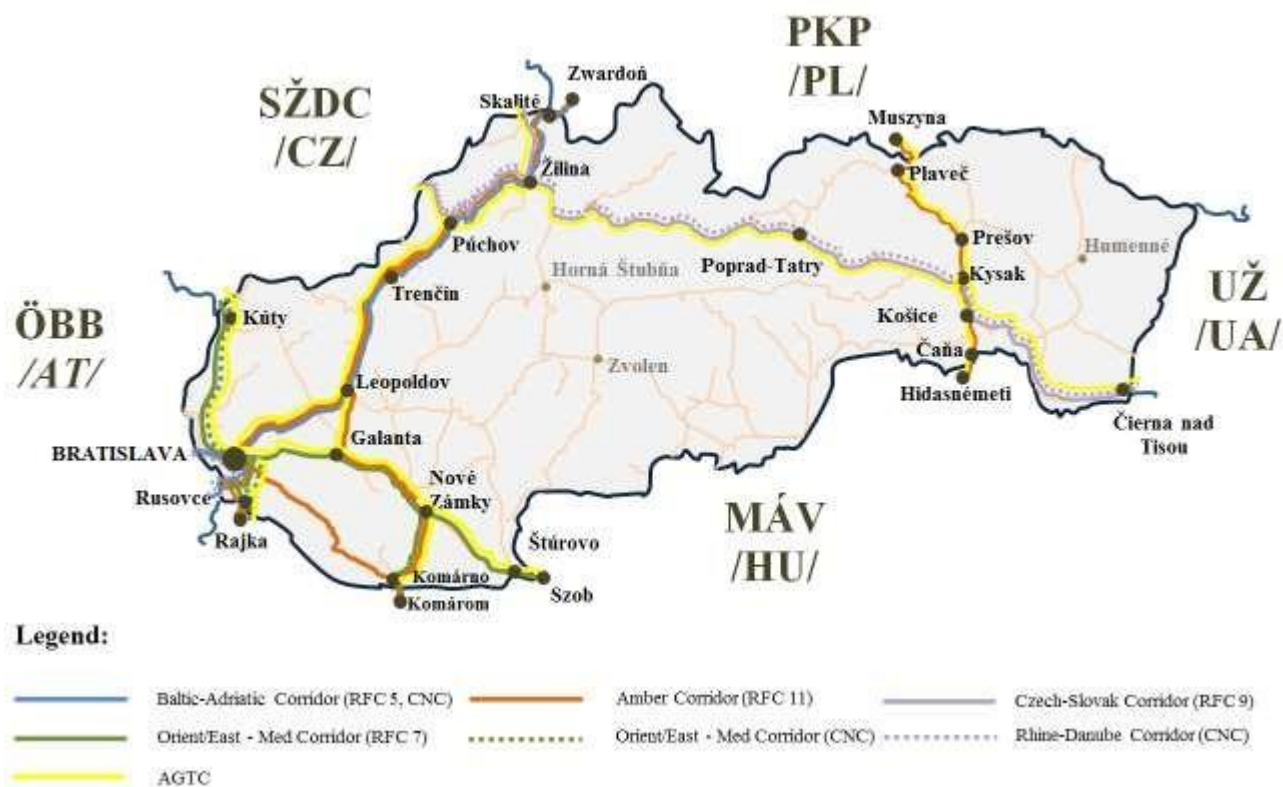 PKP
/PL/
SŽDC
/CZ/
Zwardoň
Skalité
Muszyna
Žilina
Plaveč
Púchov
Prešov
Humenné
Horná Štubňa
Poprad-Tatry
Kysak
Trenčín
ÖBB
/AT/
Kúty
UŽ
/UA/
Košice
Zvolen
Čaňa
Leopoldov
Hidasnémeti
Čierna nad
Tisou
Galanta
BRATISLAVA
Nové
Zámky
Rusovce
MÁV
/HU/
Rajka
Štúrovo
Komárno
Szob
Komárom
Legend:
Baltic-Adriatic Corridor (RFC 5, CNC)
Amber Corridor (RFC 11)
Czech-Slovak Corridor (RFC 9)
Orient/East - Med Corridor (RFC 7)
Orient/East - Med Corridor (CNC)
Rhine-Danube Corridor (CNC)
AGTC